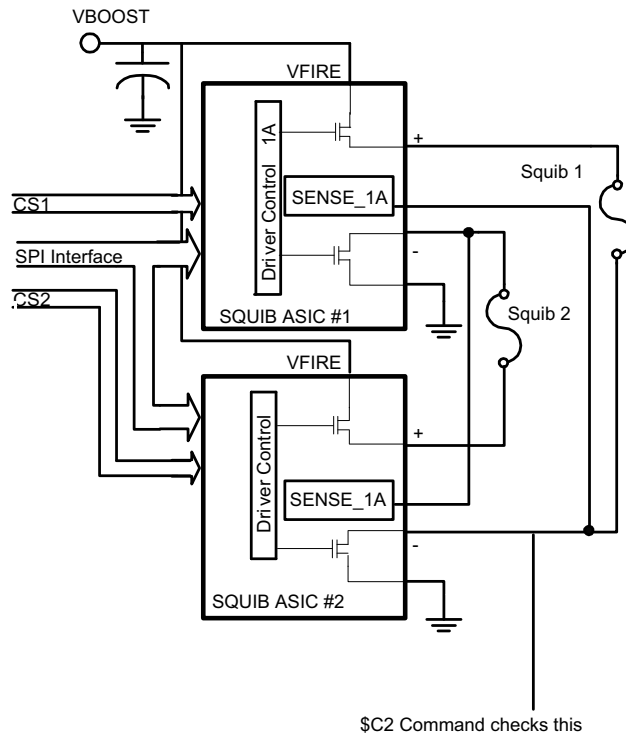 VBOOST
VFIRE
+
Driver Control 1A
SENSE_1A
-
SQUIB ASIC #1
Squib 1
CS1
SPI Interface
CS2
Squib 2
VFIRE
+
Driver Control
SENSE_1A
-
SQUIB ASIC #2
$C2 Command checks this